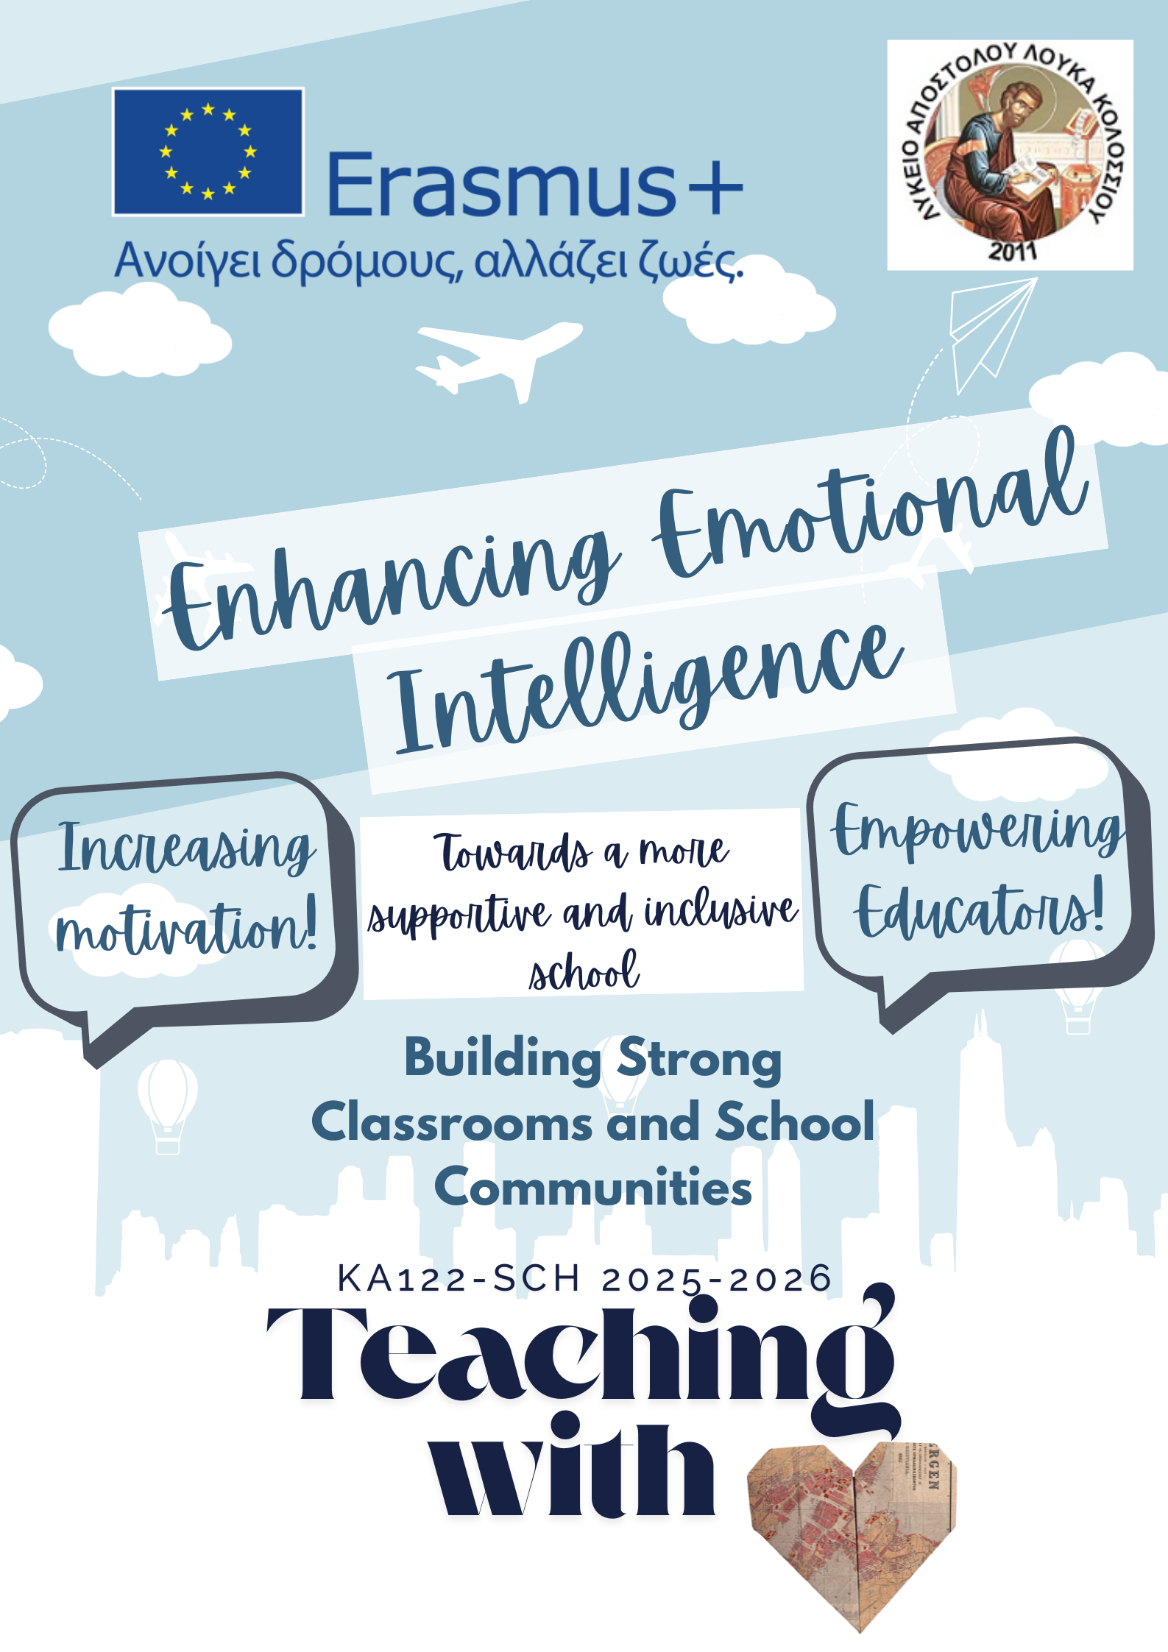 Erasmus+
Ανοίγει δρόμους, αλλάζει ζωές.
ΛΥΚΕΙΟ ΑΠΟΣΤΟΛΟΥ ΛΟΥΚΑ ΚΟΛΟΣΣΙΟΥ
2011
Enhancing Emotional
Intelligence
Increasing
motivation!
Towards a more
supportive and inclusive
school
Empowering
Educators!
Building Strong
Classrooms and School
Communities
KA122-SCH 2025-2026
Teaching
with